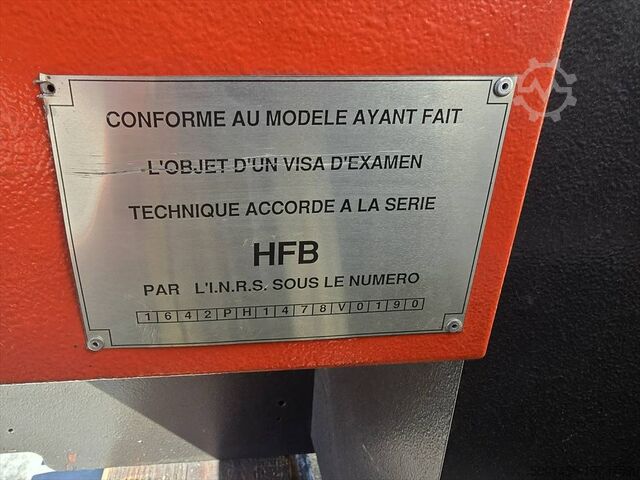 CONFORME AU MODELE AYANT FAIT
L'OBJET D'UN VISA D'EXAMEN
TECHNIQUE ACCORDE A LA SERIE
HFB
PAR L'I.N.R.S. SOUS LE NUMERO
1642PH1478V0190